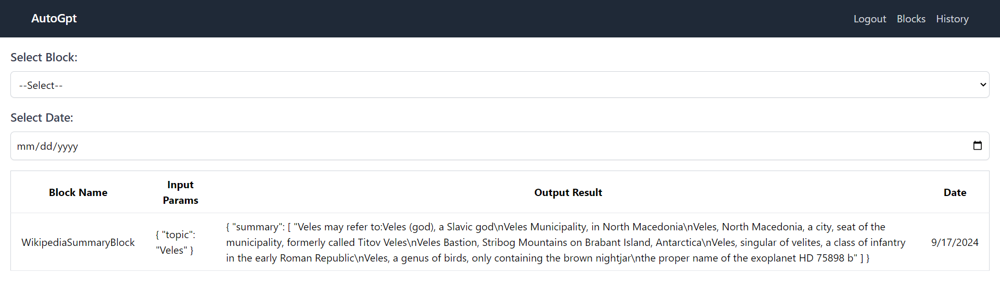 AutoGpt
Logout Blocks History
Select Block:
--Select--
Select Date:
mm/dd/yyyy
Block Name
Input
Params
Output Result
Date
WikipediaSummaryBlock
{ "topic":
"Veles" }
{ "summary": [ "Veles may refer to:Veles (god), a Slavic god\nVeles Municipality, in North Macedonia\nVeles, North Macedonia, a city, seat of the
municipality, formerly called Titov Veles\nVeles Bastion, Stribog Mountains on Brabant Island, Antarctica\nVeles, singular of velites, a class of infantry
in the early Roman Republic\nVeles, a genus of birds, only containing the brown nightjar\nthe proper name of the exoplanet HD 75898 b" ] }
9/17/2024